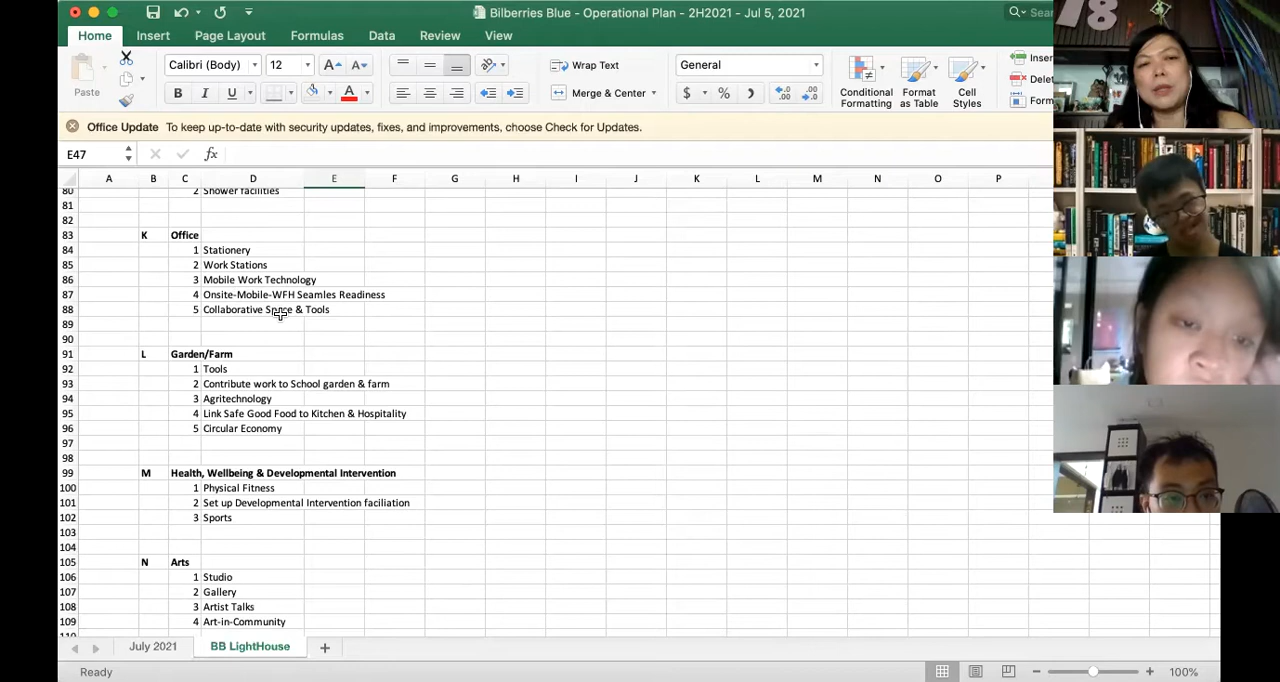 Bilberries Blue - Operational Plan - 2H2021 - Jul 5, 2021
Home Insert Page Layout Formulas Data Review View
Paste
Calibri (Body) 12
B I U
Wrap Text
Merge & Center
General
$ %
Conditional Formatting
Format as Table
Cell Styles
Office Update To keep up-to-date with security updates, fixes, and improvements, choose Check for Updates.
E47 fx
A B C D E F G H I J K L M N O P
80 2 Shower facilities
81
82
83 K Office
84 1 Stationery
85 2 Work Stations
86 3 Mobile Work Technology
87 4 Onsite-Mobile-WFH Seamles Readiness
88 5 Collaborative Space & Tools
89
90
91 L Garden/Farm
92 1 Tools
93 2 Contribute work to School garden & farm
94 3 Agritechnology
95 4 Link Safe Good Food to Kitchen & Hospitality
96 5 Circular Economy
97
98
99 M Health, Wellbeing & Developmental Intervention
100 1 Physical Fitness
101 2 Set up Developmental Intervention faciliation
102 3 Sports
103
104
105 N Arts
106 1 Studio
107 2 Gallery
108 3 Artist Talks
109 4 Art-in-Community
July 2021 BB LightHouse
Ready 100%
78